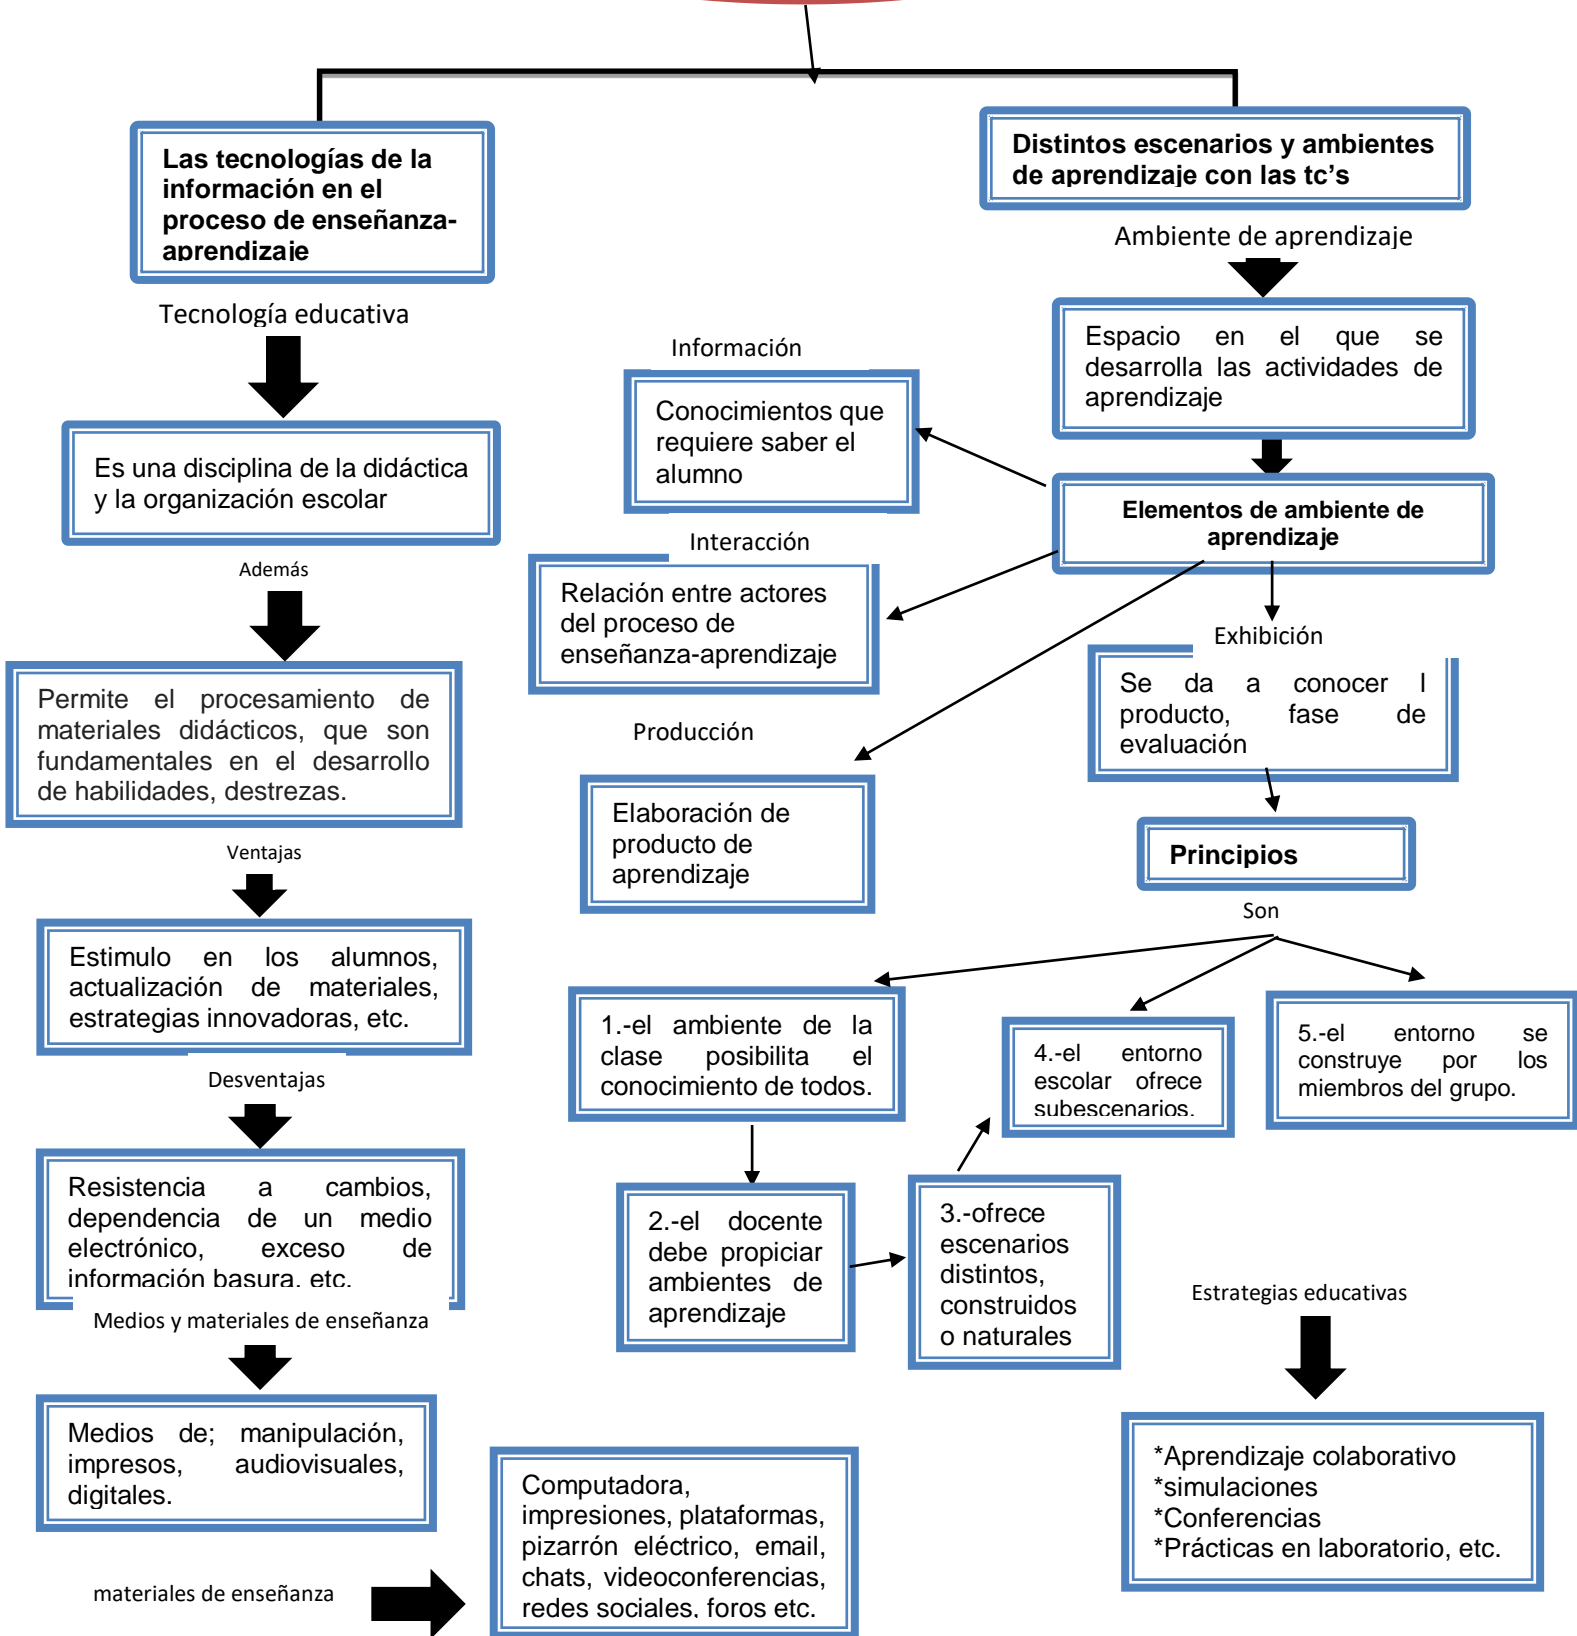 Las tecnologías de la
información en el
proceso de enseñanza-
aprendizaje
Tecnología educativa
Es una disciplina de la didáctica
y la organización escolar
Además
Permite el procesamiento de
materiales didácticos, que son
fundamentales en el desarrollo
de habilidades, destrezas.
Ventajas
Estimulo en los alumnos,
actualización de materiales,
estrategias innovadoras, etc.
Desventajas
Resistencia a cambios,
dependencia de un medio
electrónico, exceso de
información basura, etc.
Medios y materiales de enseñanza
Medios de; manipulación,
impresos, audiovisuales,
digitales.
materiales de enseñanza
Computadora,
impresiones, plataformas,
pizarrón eléctrico, email,
chats, videoconferencias,
redes sociales, foros etc.
Distintos escenarios y ambientes
de aprendizaje con las tc’s
Ambiente de aprendizaje
Espacio en el que se
desarrolla las actividades de
aprendizaje
Elementos de ambiente de
aprendizaje
Información
Conocimientos que
requiere saber el
alumno
Interacción
Relación entre actores
del proceso de
enseñanza-aprendizaje
Producción
Elaboración de
producto de
aprendizaje
Exhibición
Se da a conocer l
producto, fase de
evaluación
Principios
Son
1.-el ambiente de la
clase posibilita el
conocimiento de todos.
2.-el docente
debe propiciar
ambientes de
aprendizaje
3.-ofrece
escenarios
distintos,
construidos
o naturales
4.-el entorno
escolar ofrece
subescenarios.
5.-el entorno se
construye por los
miembros del grupo.
Estrategias educativas
*Aprendizaje colaborativo
*simulaciones
*Conferencias
*Prácticas en laboratorio, etc.